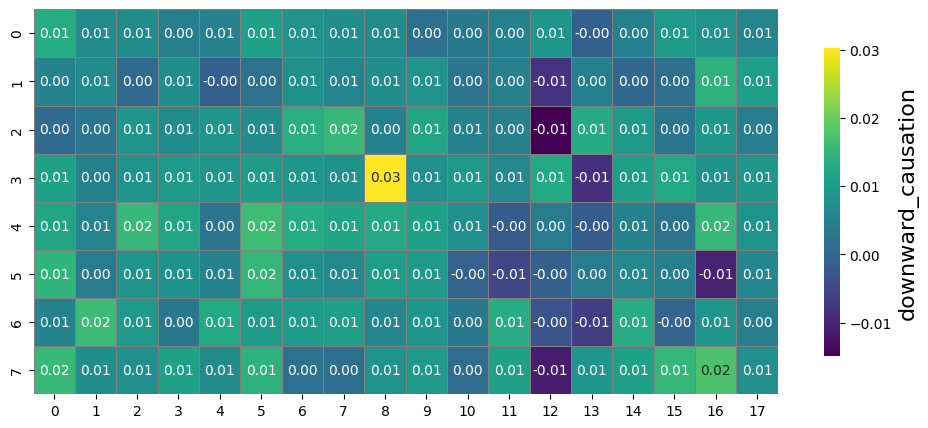 0 0.01 0.01 0.01 0.00 0.01 0.01 0.01 0.01 0.01 0.00 0.00 0.00 0.01 -0.00 0.00 0.01 0.01 0.01
1 0.00 0.01 0.00 0.01 -0.00 0.00 0.01 0.01 0.01 0.01 0.00 0.00 -0.01 0.01 0.00 0.00 0.01 0.01
2 0.00 0.00 0.01 0.01 0.01 0.01 0.01 0.02 0.00 0.01 0.01 0.00 -0.01 0.01 0.01 0.00 0.01 0.00
3 0.01 0.00 0.01 0.01 0.01 0.01 0.01 0.01 0.03 0.01 0.01 0.01 0.01 -0.01 0.01 0.01 0.01 0.01
4 0.01 0.01 0.02 0.01 0.00 0.02 0.01 0.01 0.01 0.01 0.01 -0.00 0.00 -0.00 0.01 0.00 0.02 0.01
5 0.01 0.00 0.01 0.01 0.01 0.02 0.01 0.01 0.01 0.01 -0.00 -0.01 -0.00 0.00 0.01 0.00 -0.01 0.01
6 0.01 0.02 0.01 0.00 0.01 0.01 0.01 0.01 0.01 0.01 0.00 0.01 -0.00 -0.01 0.01 -0.00 0.01 0.00
7 0.02 0.01 0.01 0.01 0.01 0.01 0.00 0.00 0.01 0.01 0.00 0.01 -0.01 0.01 0.01 0.01 0.02 0.01
0 1 2 3 4 5 6 7 8 9 10 11 12 13 14 15 16 17
0.03
0.02
0.01
0.00
−0.01
downward_causation